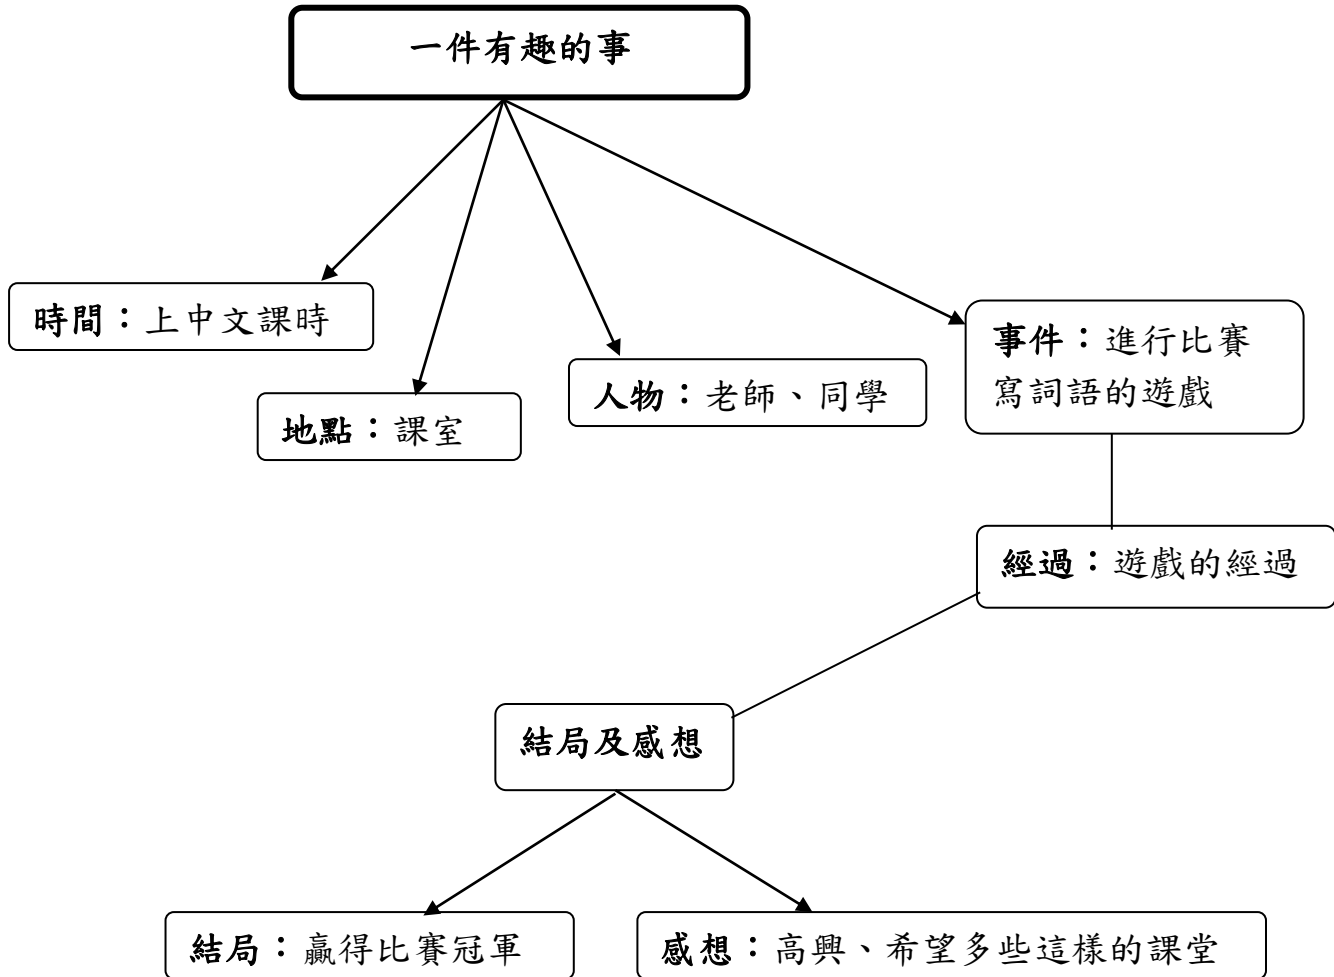 一件有趣的事
時間：上中文課時
地點：課室
人物：老師、同學
事件：進行比賽
寫詞語的遊戲
經過：遊戲的經過
結局及感想
結局：贏得比賽冠軍
感想：高興、希望多些這樣的課堂